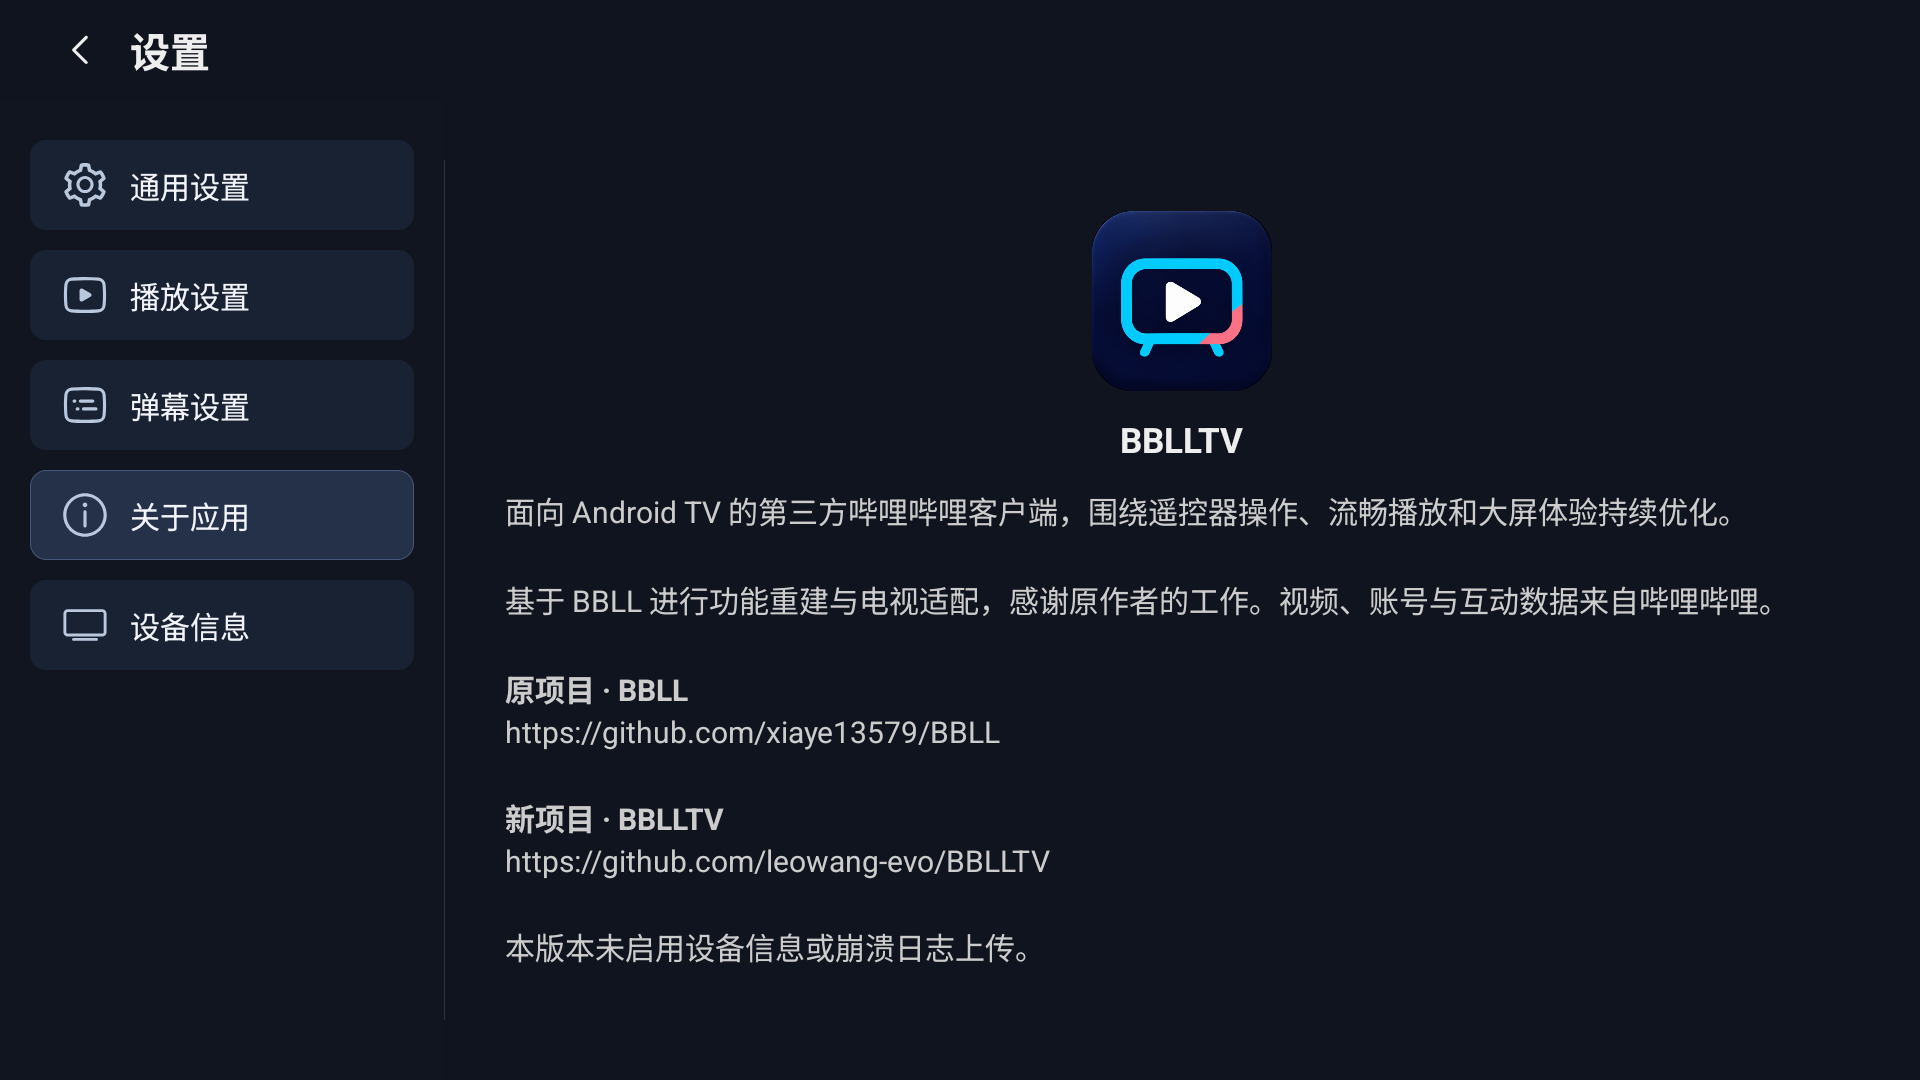 设置
通用设置
播放设置
弹幕设置
关于应用
设备信息
BBLLTV
面向 Android TV 的第三方哔哩哔哩客户端，围绕遥控器操作、流畅播放和大屏体验持续优化。
基于 BBLL 进行功能重建与电视适配，感谢原作者的工作。视频、账号与互动数据来自哔哩哔哩。
原项目 · BBLL
https://github.com/xiaye13579/BBLL
新项目 · BBLLTV
https://github.com/leowang-evo/BBLLTV
本版本未启用设备信息或崩溃日志上传。